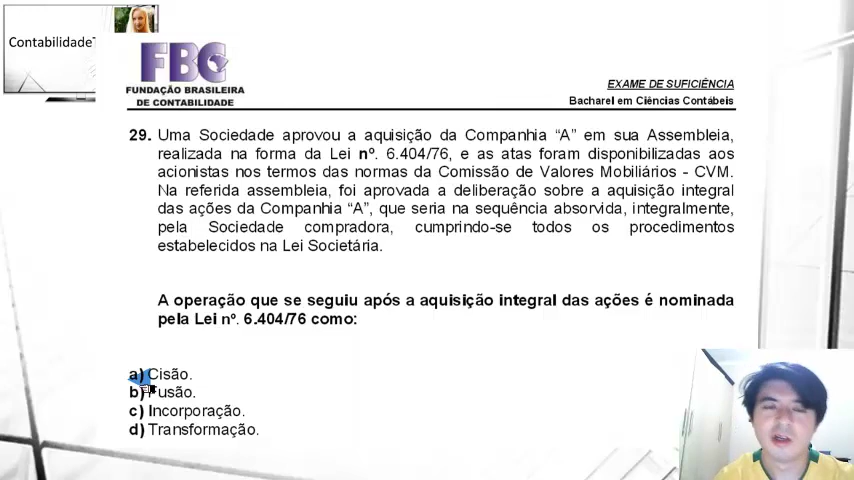 ContabilidadeT
FBC
FUNDAÇÃO BRASILEIRA
DE CONTABILIDADE
EXAME DE SUFICIÊNCIA
Bacharel em Ciências Contábeis
29. Uma Sociedade aprovou a aquisição da Companhia “A” em sua Assembleia,
realizada na forma da Lei nº. 6.404/76, e as atas foram disponibilizadas aos
acionistas nos termos das normas da Comissão de Valores Mobiliários - CVM.
Na referida assembleia, foi aprovada a deliberação sobre a aquisição integral
das ações da Companhia “A”, que seria na sequência absorvida, integralmente,
pela Sociedade compradora, cumprindo-se todos os procedimentos
estabelecidos na Lei Societária.
A operação que se seguiu após a aquisição integral das ações é nominada
pela Lei nº. 6.404/76 como:
a) Cisão.
b) Fusão.
c) Incorporação.
d) Transformação.